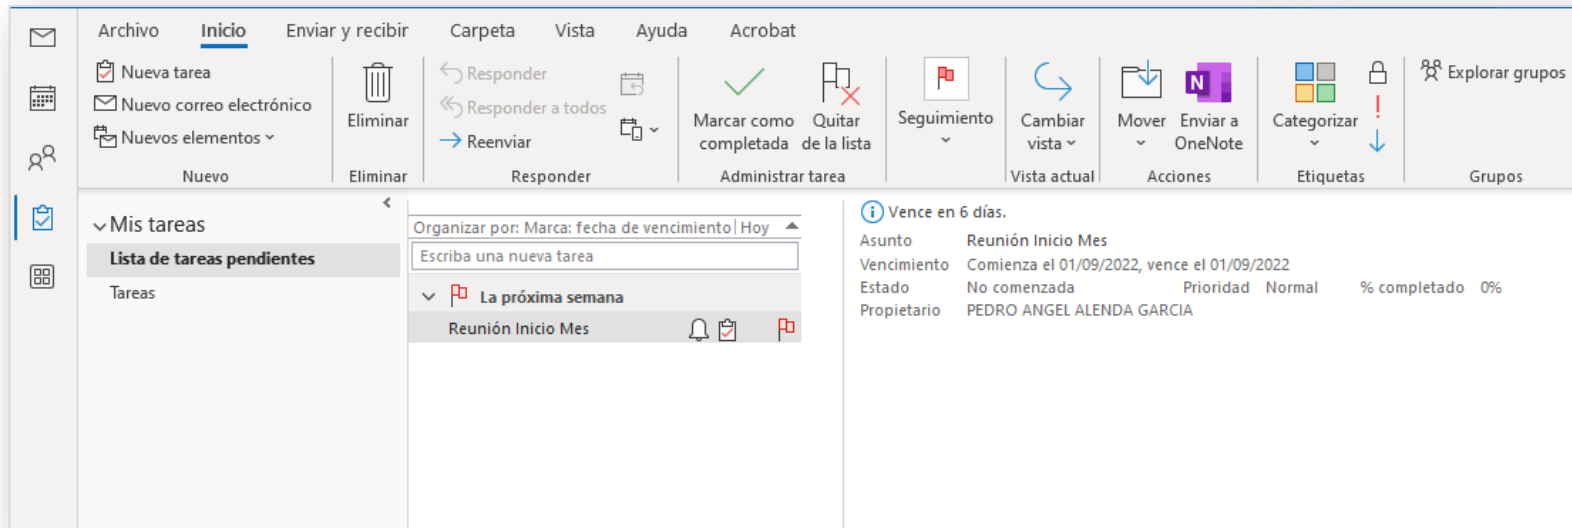 Archivo Inicio Enviar y recibir Carpeta Vista Ayuda Acrobat
Nueva tarea
Nuevo correo electrónico
Nuevos elementos
Nuevo
Eliminar
Eliminar
Responder
Responder a todos
Reenviar
Responder
Marcar como
completada
Quitar
de la lista
Administrar tarea
Seguimiento
Cambiar
vista
Vista actual
Mover
Enviar a
OneNote
Acciones
Categorizar
Etiquetas
Explorar grupos
Grupos
Mis tareas
Lista de tareas pendientes
Tareas
Organizar por: Marca: fecha de vencimiento Hoy
Escriba una nueva tarea
La próxima semana
Reunión Inicio Mes
Vence en 6 días.
Asunto Reunión Inicio Mes
Vencimiento Comienza el 01/09/2022, vence el 01/09/2022
Estado No comenzada Prioridad Normal % completado 0%
Propietario PEDRO ANGEL ALENDA GARCIA